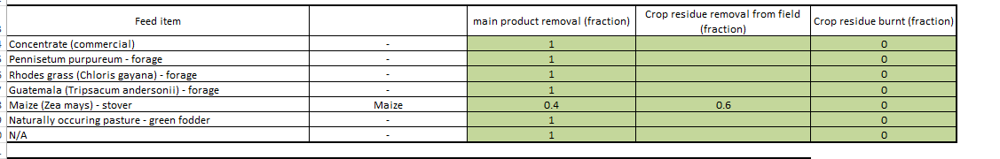 Feed item main product removal (fraction) Crop residue removal from field (fraction) Crop residue burnt (fraction)
Concentrate (commercial) - 1 0
Pennisetum purpureum - forage - 1 0
Rhodes grass (Chloris gayana) - forage - 1 0
Guatemala (Tripsacum andersonii) - forage - 1 0
Maize (Zea mays) - stover Maize 0.4 0.6 0
Naturally occuring pasture - green fodder - 1 0
N/A - 1 0